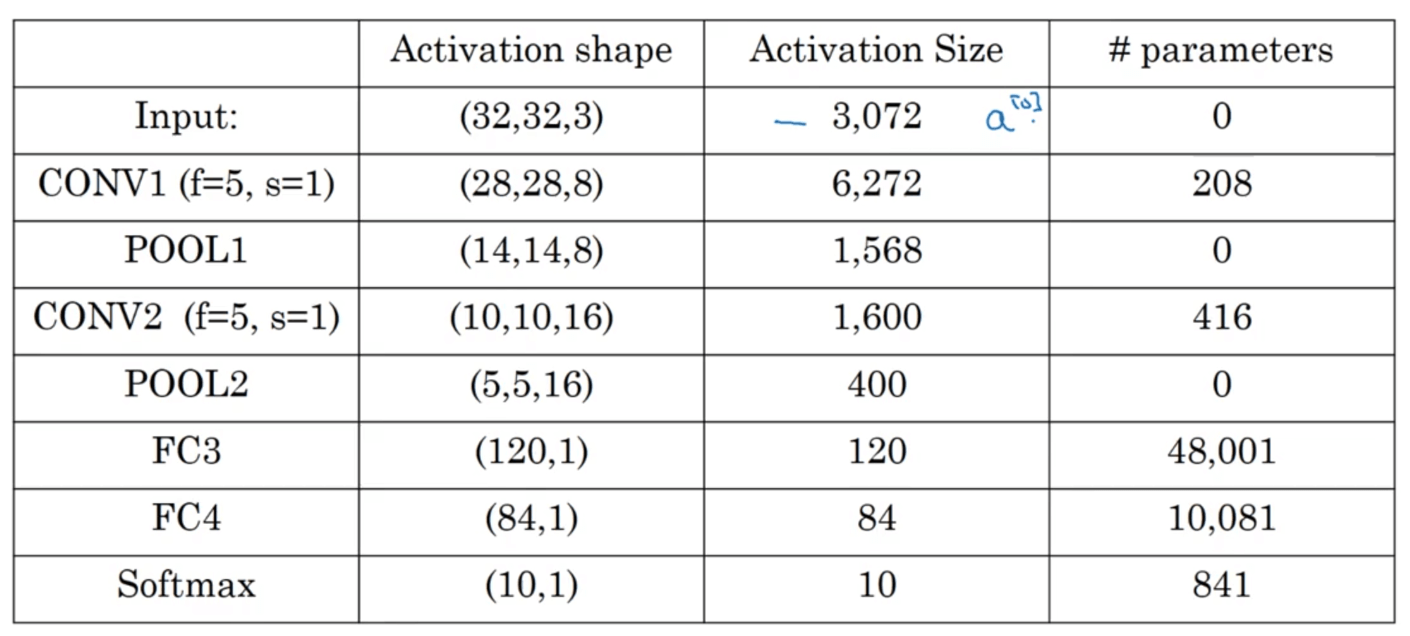 Activation shape Activation Size # parameters
Input: (32,32,3) – 3,072 a[0] 0
CONV1 (f=5, s=1) (28,28,8) 6,272 208
POOL1 (14,14,8) 1,568 0
CONV2 (f=5, s=1) (10,10,16) 1,600 416
POOL2 (5,5,16) 400 0
FC3 (120,1) 120 48,001
FC4 (84,1) 84 10,081
Softmax (10,1) 10 841